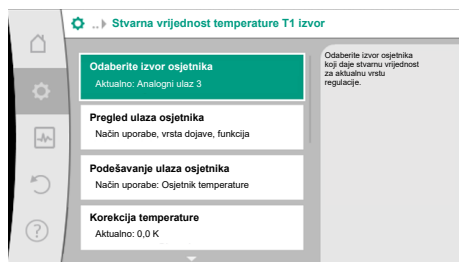 ..▸ Stvarna vrijednost temperature T1 izvor
Odaberite izvor osjetnika
Aktualno: Analogni ulaz 3
Pregled ulaza osjetnika
Način uporabe, vrsta dojave, funkcija
Podešavanje ulaza osjetnika
Način uporabe: Osjetnik temperature
Korekcija temperature
Aktualno: 0,0 K
Odaberite izvor osjetnika
koji daje stvarnu vrijednost
za aktualnu vrstu
regulacije.